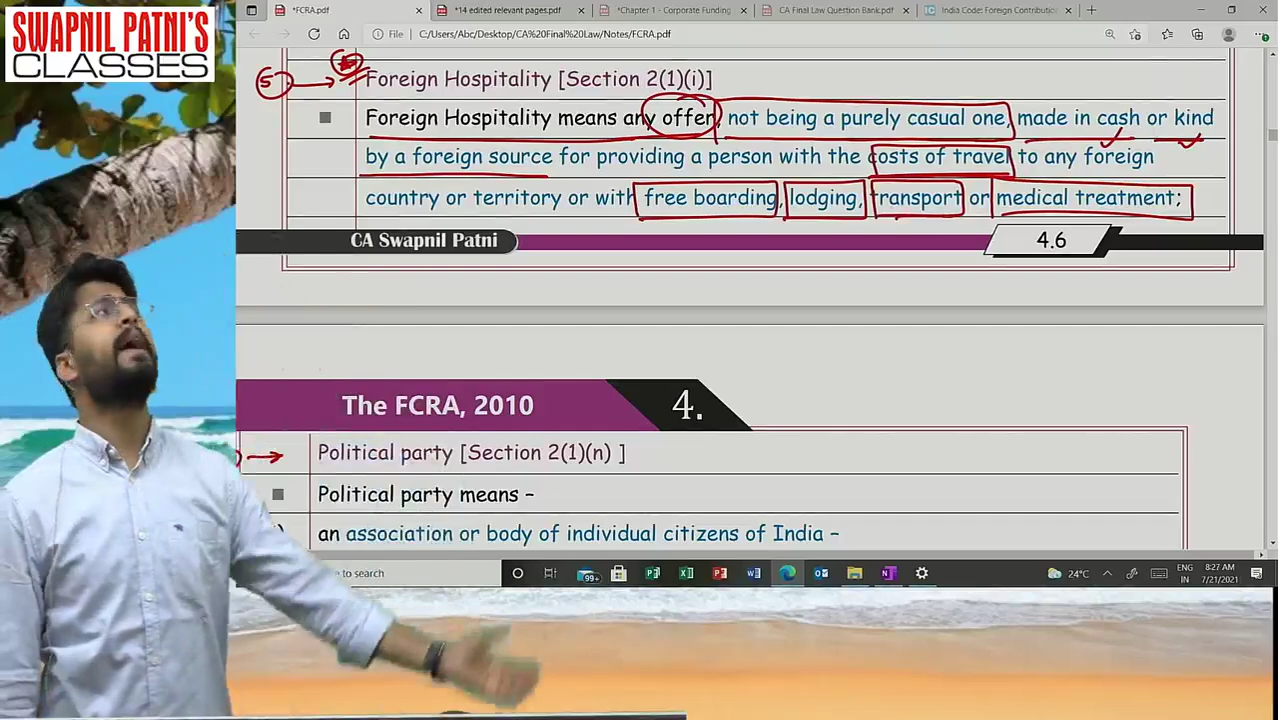 SWAPNIL PATNI'S
CLASSES
*FCRA.pdf
*14 edited relevant pages.pdf
*Chapter 1 - Corporate Funding
CA Final Law Question Bank.pdf
India Code: Foreign Contributio
File
C:/Users/Abc/Desktop/CA%20Final%20Law/Notes/FCRA.pdf
5
Foreign Hospitality [Section 2(1)(i)]
Foreign Hospitality means any offer, not being a purely casual one, made in cash or kind
by a foreign source for providing a person with the costs of travel to any foreign
country or territory or with free boarding, lodging, transport or medical treatment;
CA Swapnil Patni
4.6
The FCRA, 2010
4.
Political party [Section 2(1)(n) ]
Political party means –
an association or body of individual citizens of India –
e to search
99+
24°C
ENG
IN
8:27 AM
7/21/2021